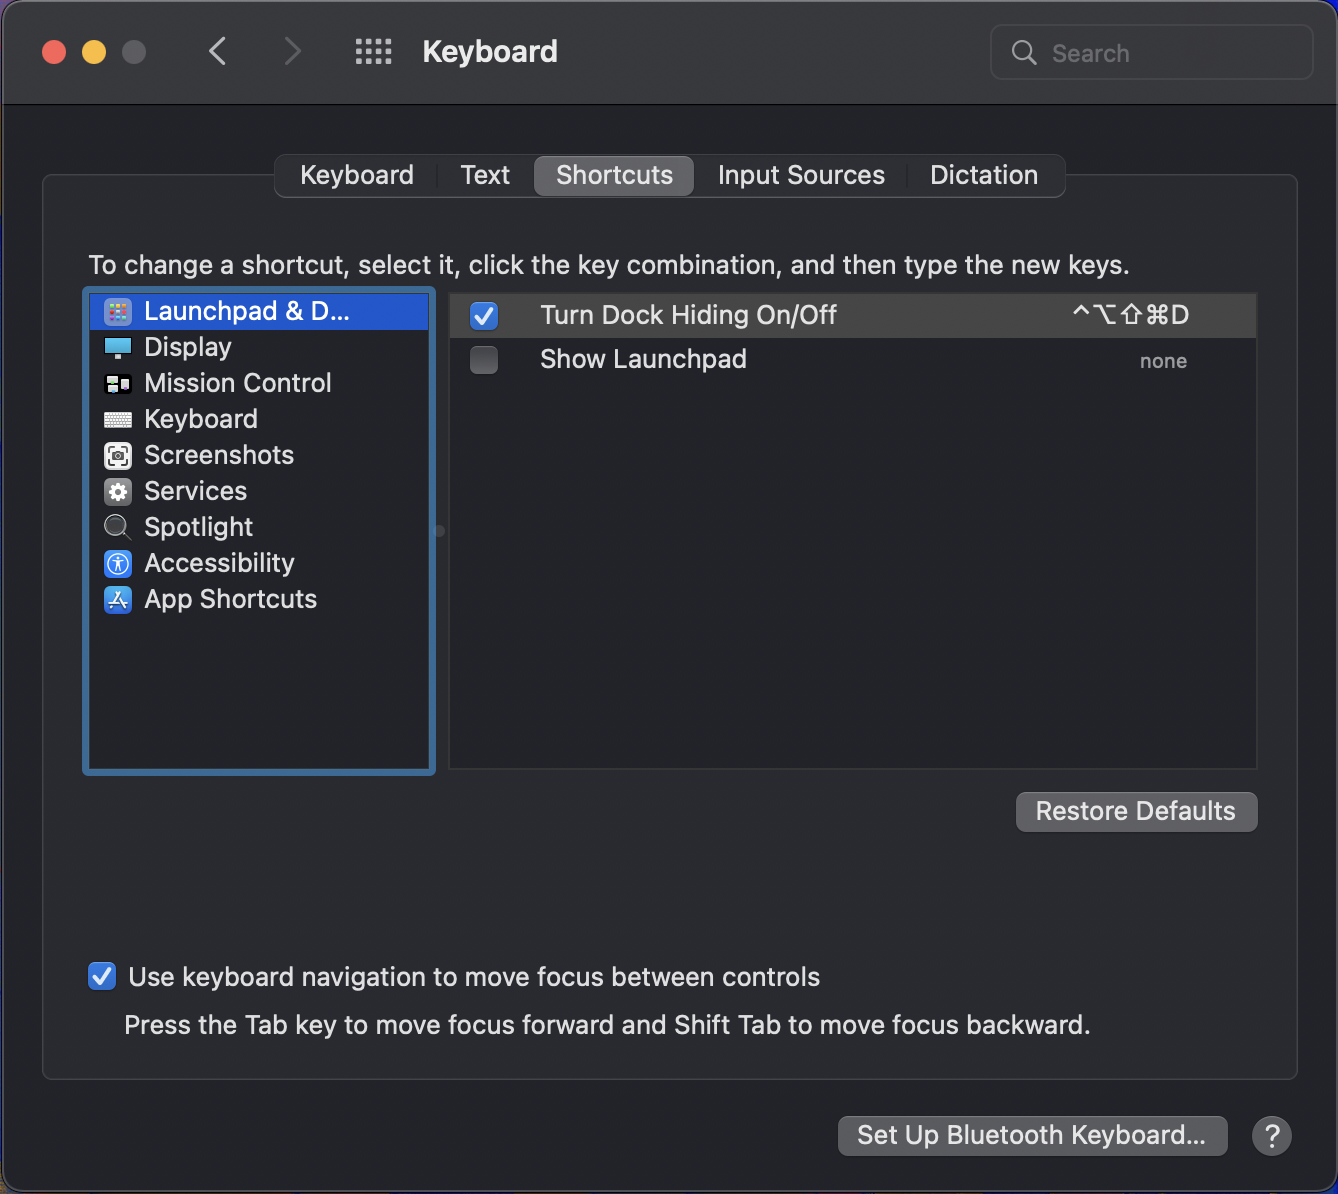 Keyboard
Search
Keyboard Text Shortcuts Input Sources Dictation
To change a shortcut, select it, click the key combination, and then type the new keys.
Launchpad & D...
Display
Mission Control
Keyboard
Screenshots
Services
Spotlight
Accessibility
App Shortcuts
Turn Dock Hiding On/Off ^⌥⇧⌘D
Show Launchpad none
Restore Defaults
Use keyboard navigation to move focus between controls
Press the Tab key to move focus forward and Shift Tab to move focus backward.
Set Up Bluetooth Keyboard... ?